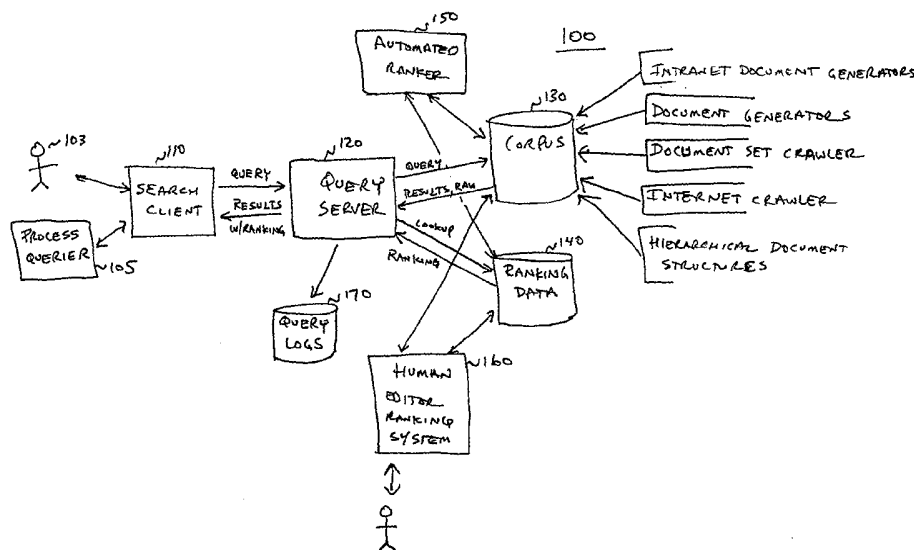 ~150
100
AUTOMATED
RANKER
INTRANET DOCUMENT GENERATORS
~130
CORPUS
DOCUMENT GENERATORS
DOCUMENT SET CRAWLER
INTERNET CRAWLER
HIERARCHICAL DOCUMENT
STRUCTURES
~103
~110
SEARCH
CLIENT
QUERY
RESULTS
W/RANKING
~120
QUERY
SERVER
QUERY
RESULTS, RAW
LOOKUP
RANKING
~140
RANKING
DATA
PROCESS
QUERIER
~105
~170
QUERY
LOGS
~160
HUMAN
EDITOR
RANKING
SYSTEM